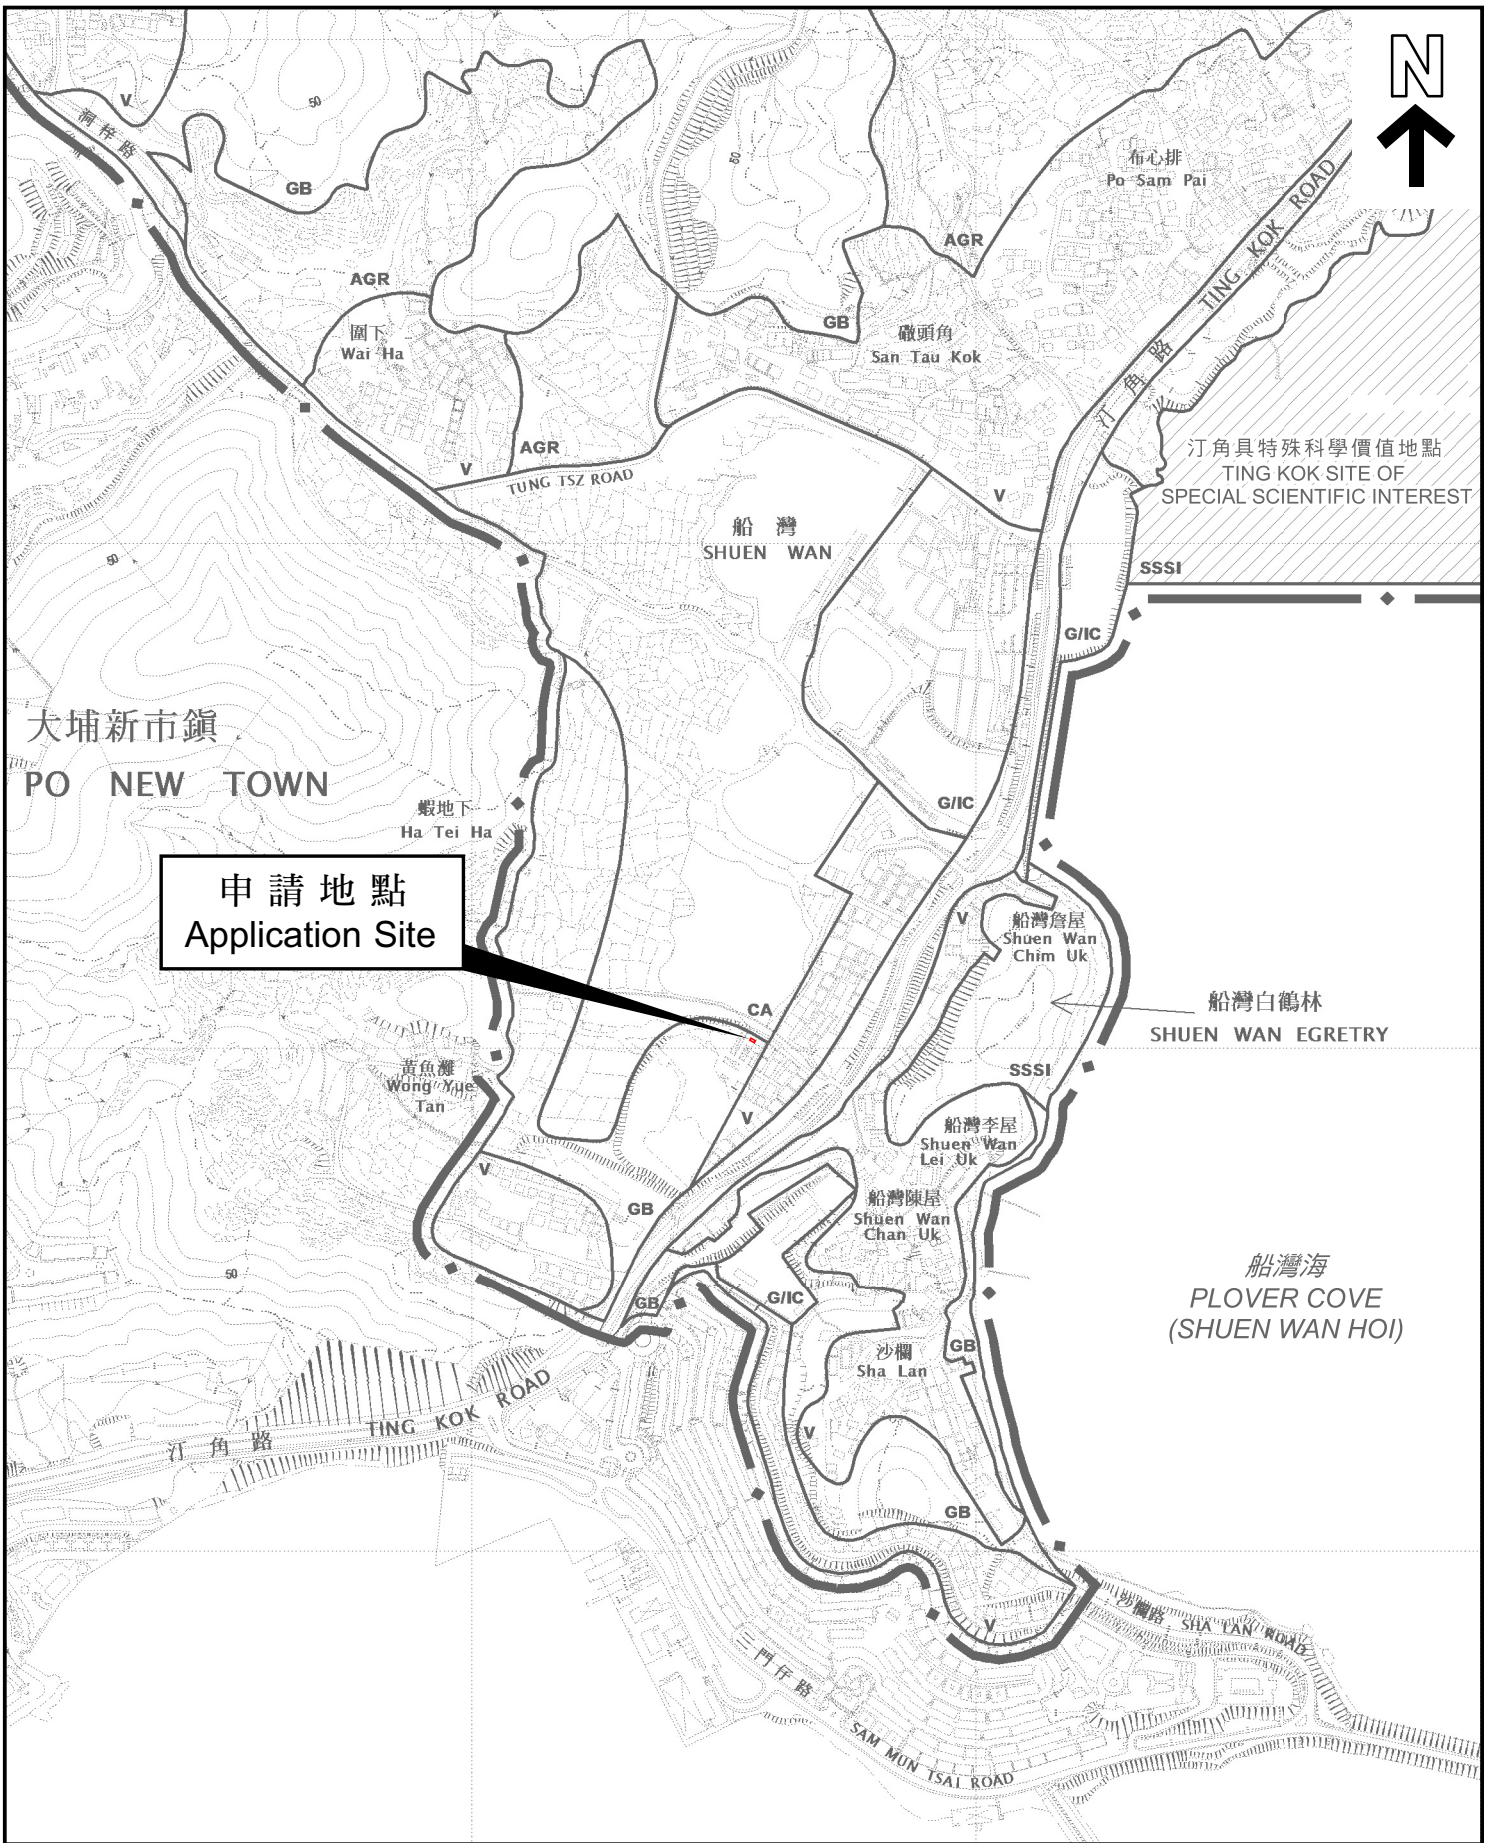 N
V
50
洞梓路
GB
50
布心排
Po Sam Pai
AGR
AGR
TING KOK ROAD
汀角路
圍下
Wai Ha
GB
San Tau Kok
AGR
V
TUNG TSZ ROAD
汀角具特殊科學價值地點
TING KOK SITE OF
SPECIAL SCIENTIFIC INTEREST
V
船灣
SHUEN WAN
50
SSSI
G/IC
大埔新市鎮
PO NEW TOWN
蝦地下
Ha Tei Ha
G/IC
申請地點
Application Site
V
船灣詹屋
Shuen Wan
Chim Uk
CA
船灣白鶴林
SHUEN WAN EGRETRY
黃魚灘
Wong Yue
Tan
SSSI
V
船灣李屋
Shuen Wan
Lei Uk
V
GB
船灣陳屋
Shuen Wan
Chan Uk
船灣海
PLOVER COVE
(SHUEN WAN HOI)
50
GB
G/IC
GB
沙欄
Sha Lan
汀角路
TING KOK ROAD
V
GB
V
沙欄路 SHA LAN ROAD
三門仔路
SAM MUN TSAI ROAD